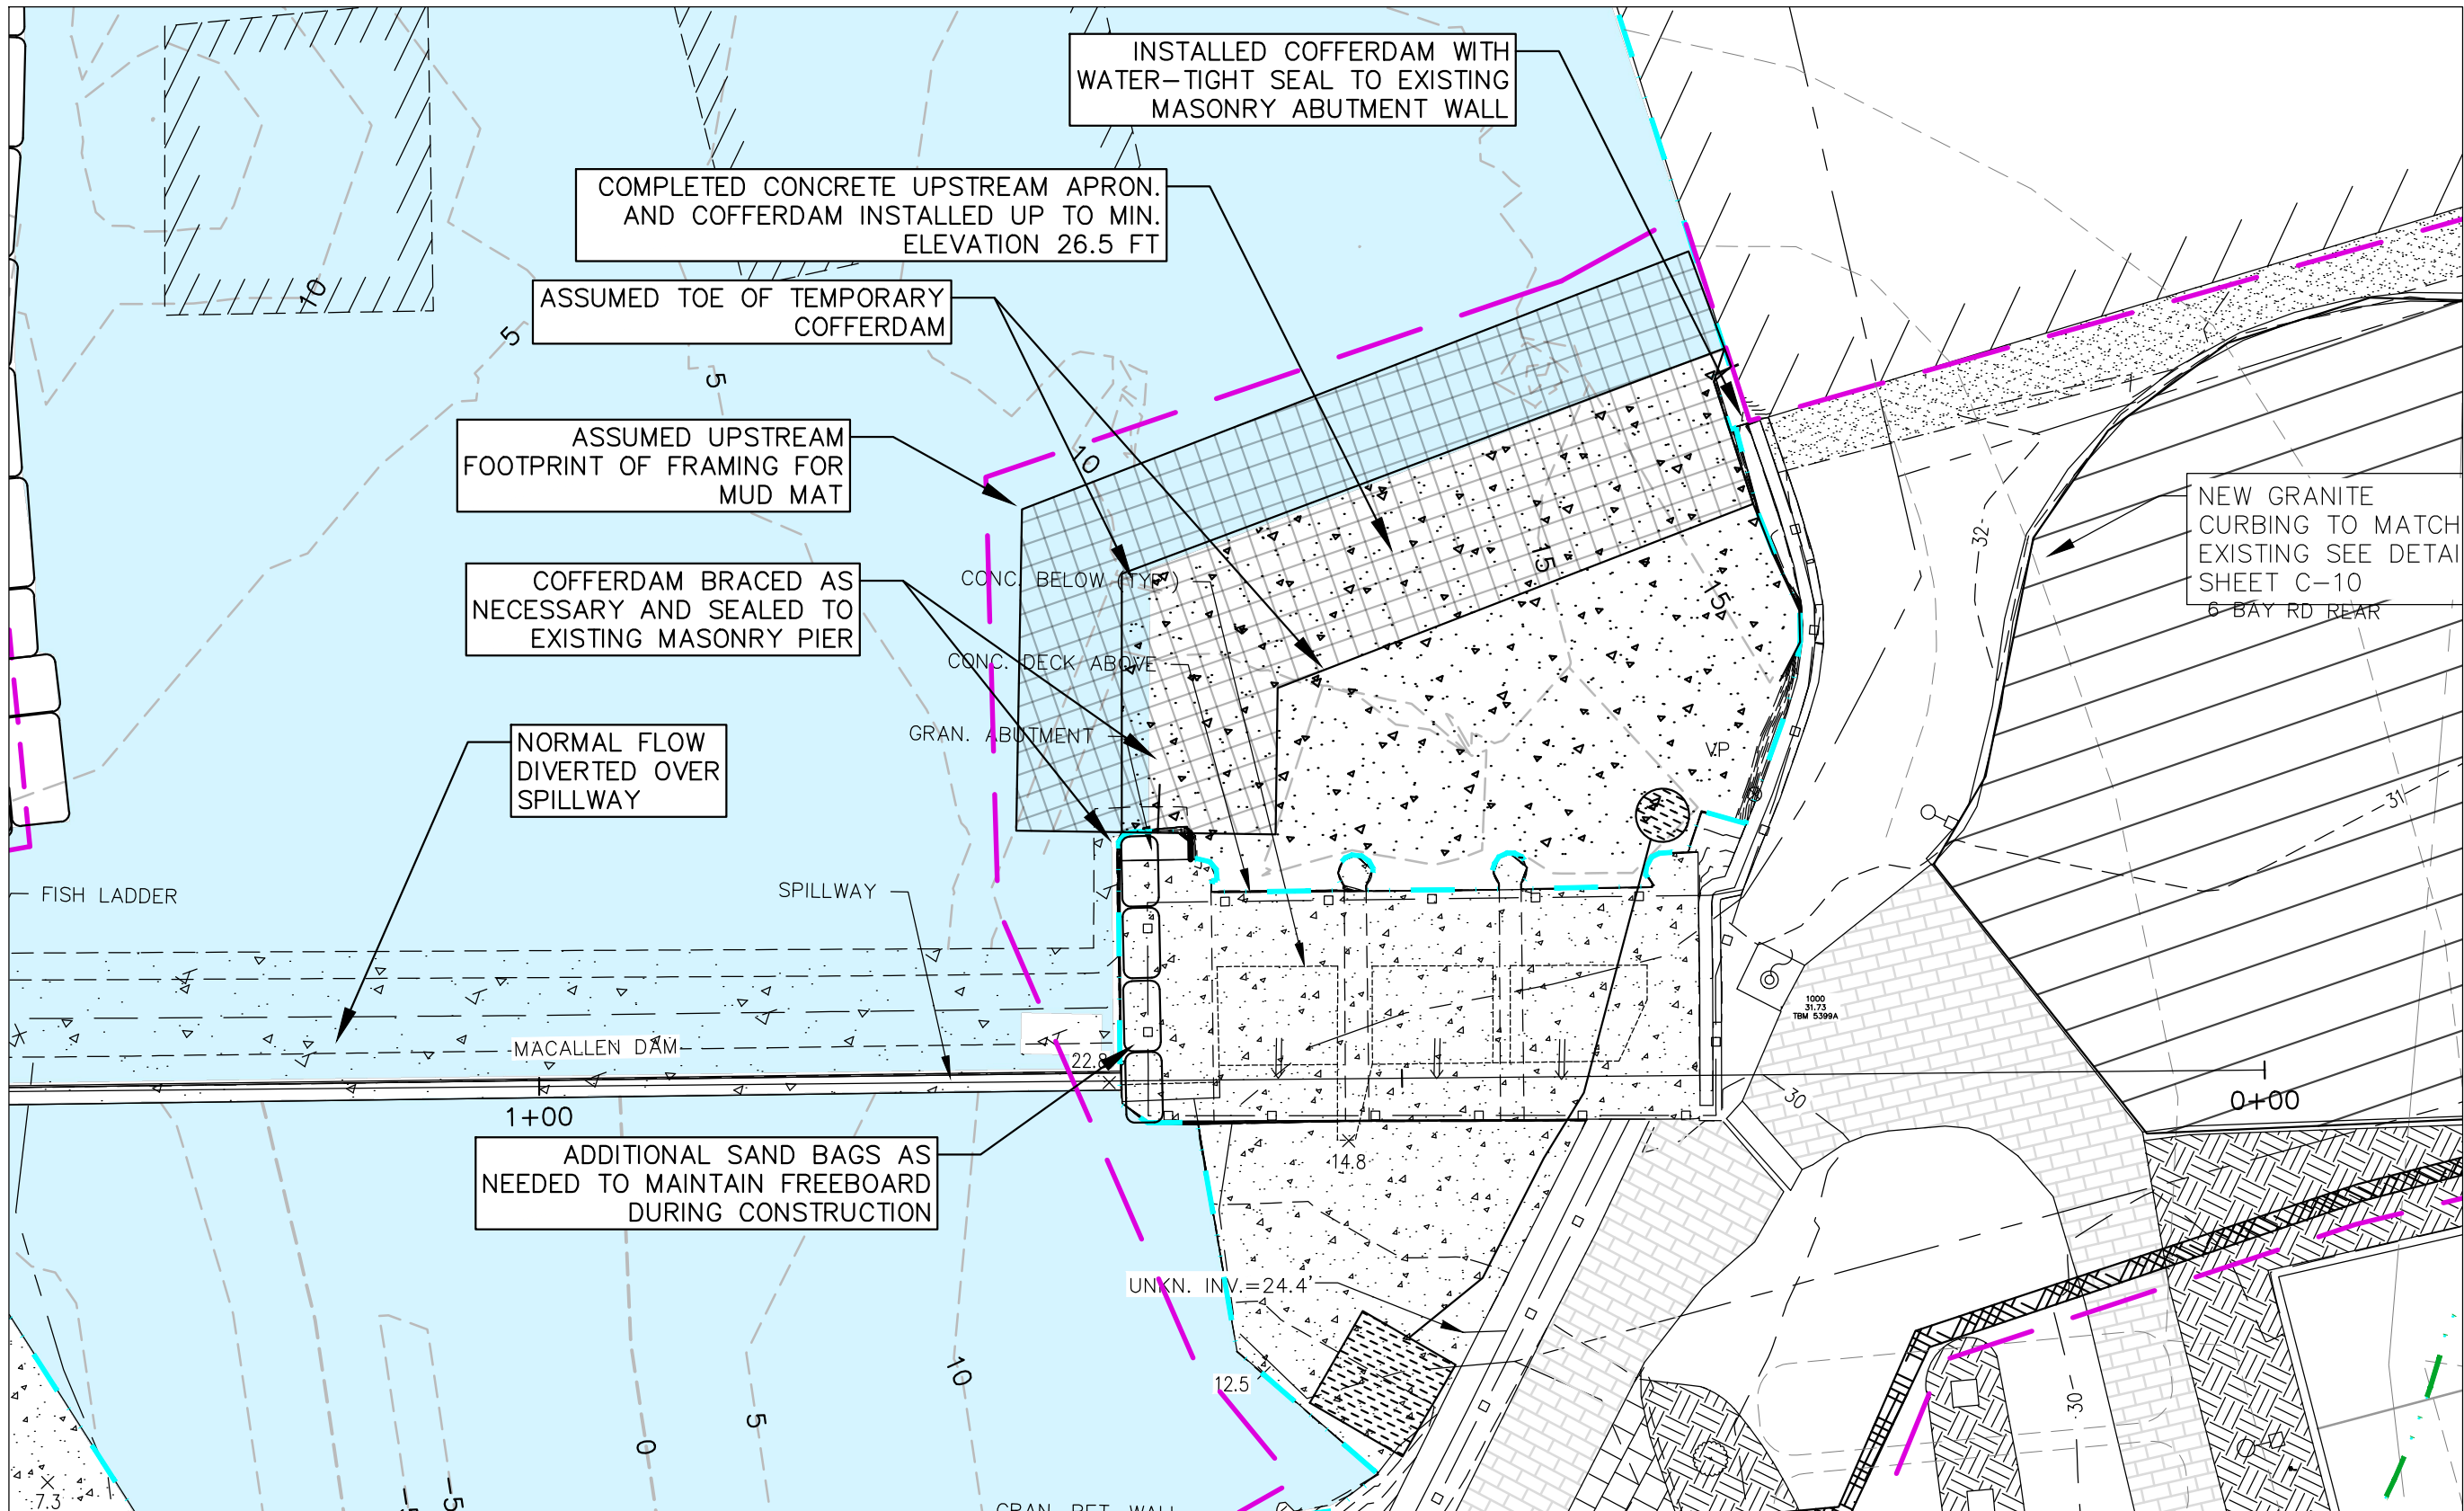 INSTALLED COFFERDAM WITH
WATER-TIGHT SEAL TO EXISTING
MASONRY ABUTMENT WALL
COMPLETED CONCRETE UPSTREAM APRON.
AND COFFERDAM INSTALLED UP TO MIN.
ELEVATION 26.5 FT
10
ASSUMED TOE OF TEMPORARY
COFFERDAM
5
5
ASSUMED UPSTREAM
FOOTPRINT OF FRAMING FOR
MUD MAT
10
NEW GRANITE
CURBING TO MATCH
EXISTING SEE DETAI
SHEET C-10
6 BAY RD REAR
32
15
15
COFFERDAM BRACED AS
NECESSARY AND SEALED TO
EXISTING MASONRY PIER
CONC. BELOW (TYP.)
CONC. DECK ABOVE
GRAN. ABUTMENT
NORMAL FLOW
DIVERTED OVER
SPILLWAY
VP
31
FISH LADDER
SPILLWAY
1000
31.73
TBM 5399A
MACALLEN DAM
22.8
1+00
30
0+00
ADDITIONAL SAND BAGS AS
NEEDED TO MAINTAIN FREEBOARD
DURING CONSTRUCTION
14.8
UNKN. INV.=24.4'
12.5
10
5
0
-5
30
7.3
GRAN. RET. WALL